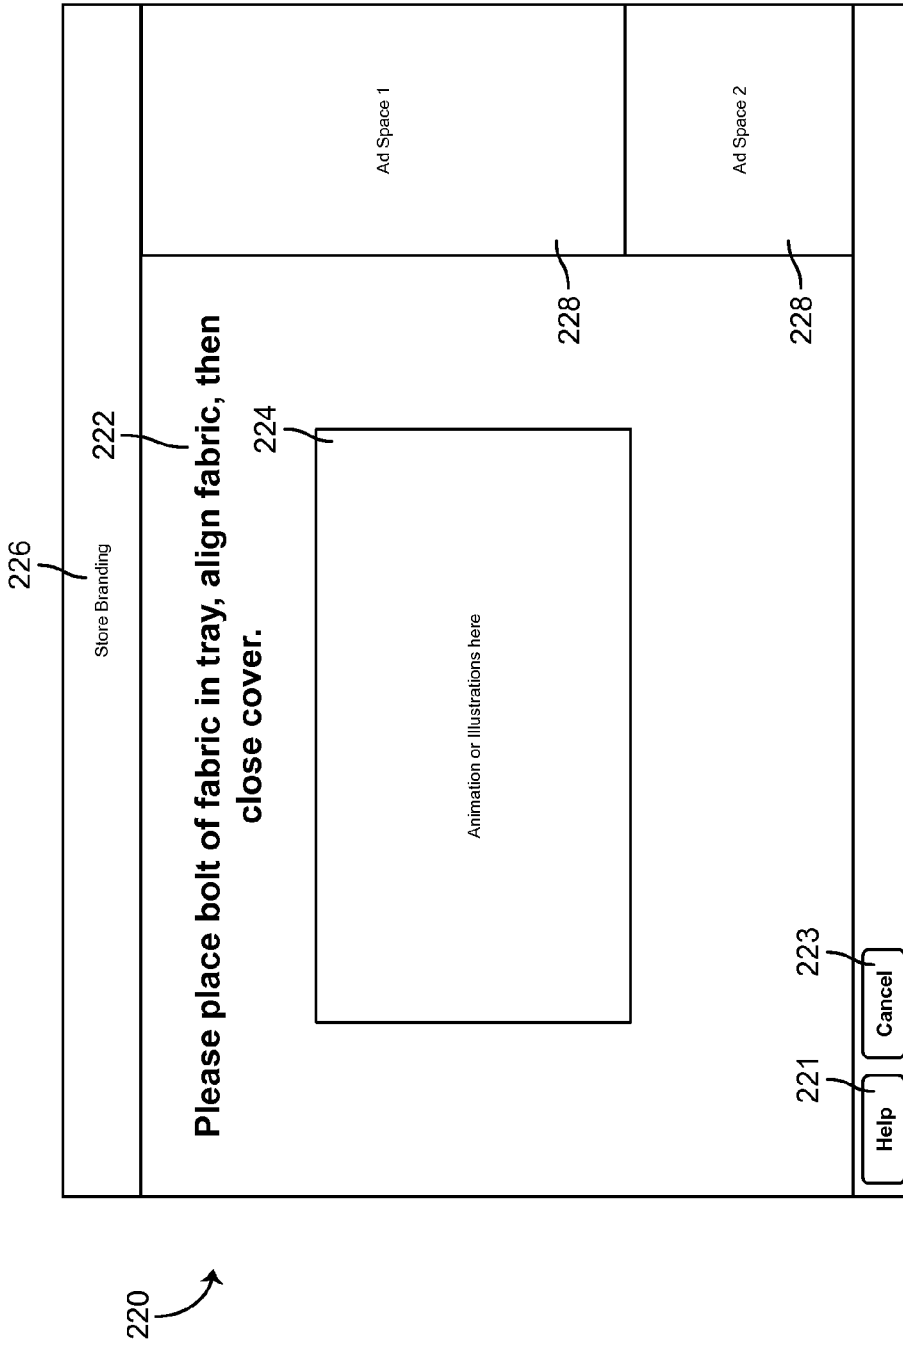 220
226
Store Branding
222
Please place bolt of fabric in tray, align fabric, then
close cover.
224
Animation or Illustrations here
Ad Space 1
228
Ad Space 2
228
221
223
Help
Cancel